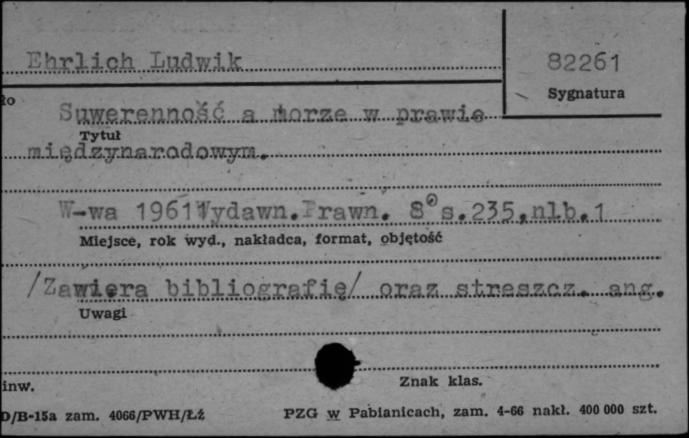 Ehrlich Ludwik 82261
Sygnatura
Suwerenność a morze w prawie
Tytuł
międzynarodowym.
W-wa 1961 Wydawn. Prawn. 8° s. 235, nlb. 1
Miejsce, rok wyd., nakładca, format, objętość
/Zawiera bibliografię/ oraz streszcz. ang.
Uwagi
inw. Znak klas.
D/B-15a zam. 4066/PWH/Łź PZG w Pabianicach, zam. 4-66 nakł. 400 000 szt.